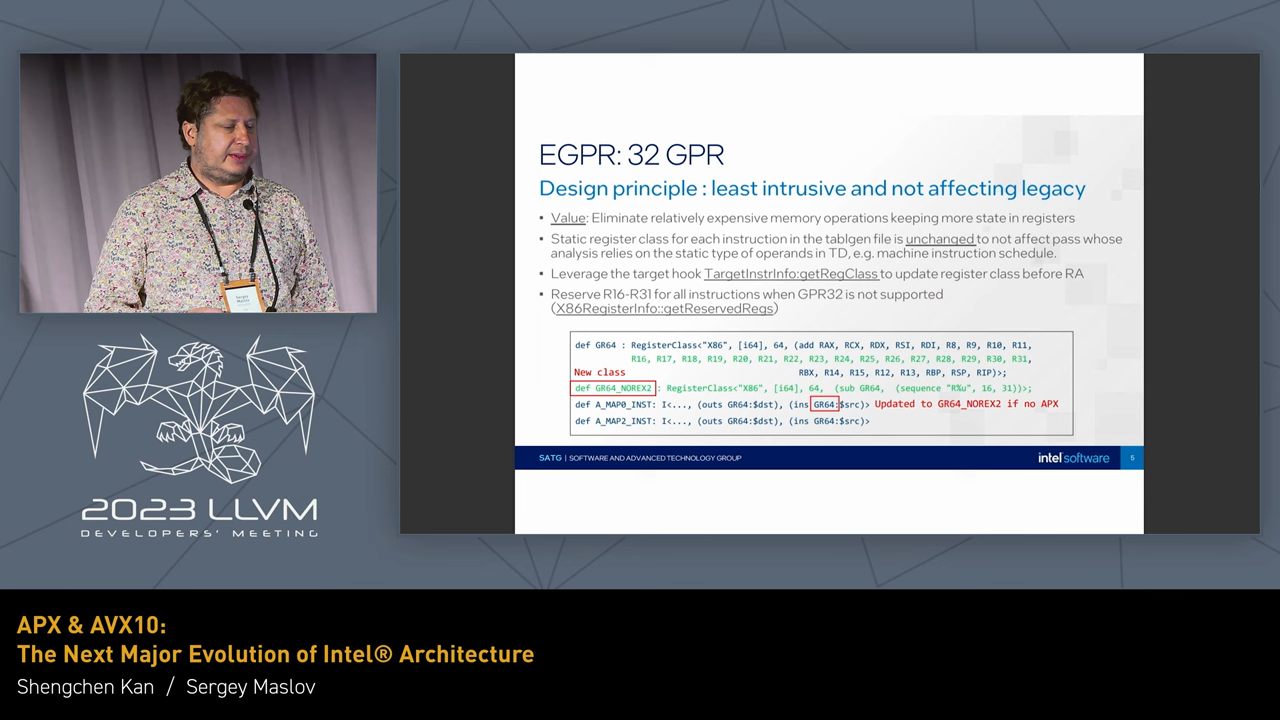 EGPR: 32 GPR
Design principle : least intrusive and not affecting legacy
▪ Value: Eliminate relatively expensive memory operations keeping more state in registers
▪ Static register class for each instruction in the tablgen file is unchanged to not affect pass whose
analysis relies on the static type of operands in TD, e.g. machine instruction schedule.
▪ Leverage the target hook TargetInstrInfo:getRegClass to update register class before RA
▪ Reserve R16-R31 for all instructions when GPR32 is not supported
(X86RegisterInfo::getReservedRegs)
def GR64 : RegisterClass<"X86", [i64], 64, (add RAX, RCX, RDX, RSI, RDI, R8, R9, R10, R11,
R16, R17, R18, R19, R20, R21, R22, R23, R24, R25, R26, R27, R28, R29, R30, R31,
New class RBX, R14, R15, R12, R13, RBP, RSP, RIP)>;
def GR64_NOREX2 : RegisterClass<"X86", [i64], 64, (sub GR64, (sequence "R%u", 16, 31))>;
def A_MAP0_INST: I<..., (outs GR64:$dst), (ins GR64:$src)> Updated to GR64_NOREX2 if no APX
def A_MAP2_INST: I<..., (outs GR64:$dst), (ins GR64:$src)>
SATG | SOFTWARE AND ADVANCED TECHNOLOGY GROUP
intel software
5
Sergey
Maslov
2023 LLVM
DEVELOPERS' MEETING
APX & AVX10:
The Next Major Evolution of Intel® Architecture
Shengchen Kan / Sergey Maslov